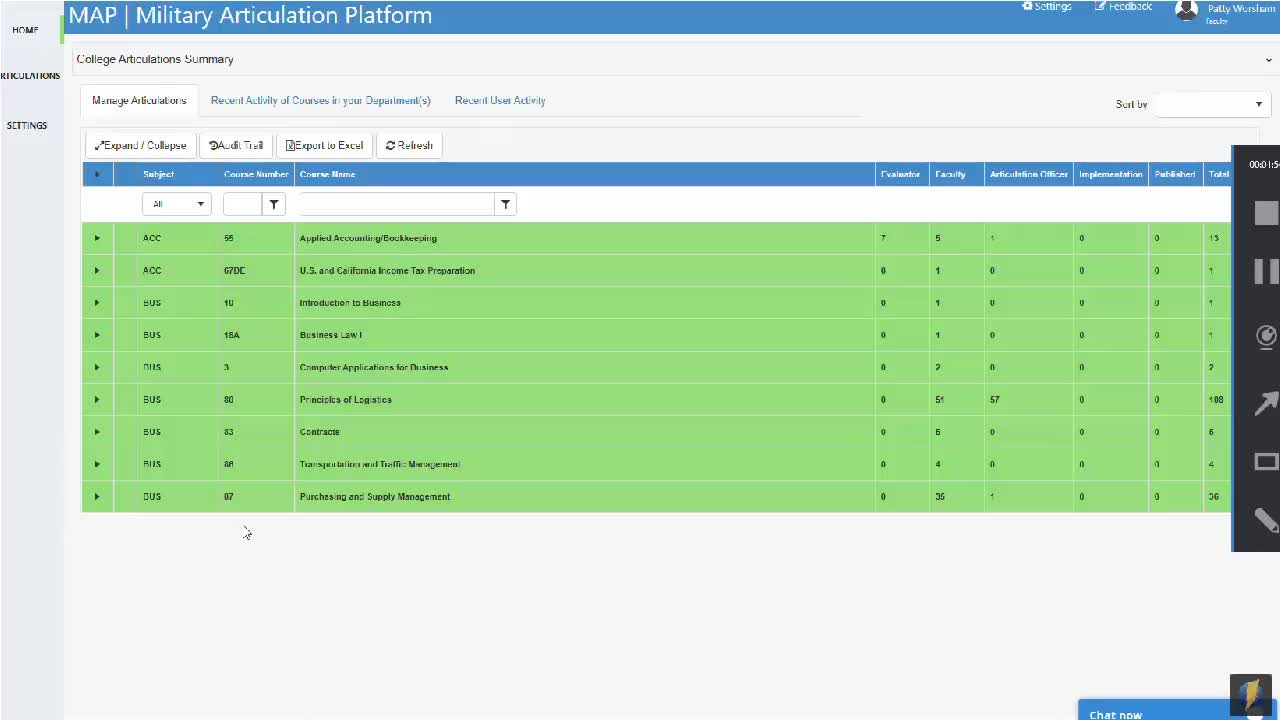 MAP | Military Articulation Platform
Settings
Feedback
Patty Worsham
Faculty
HOME
RTICULATIONS
SETTINGS
College Articulations Summary
Manage Articulations
Recent Activity of Courses in your Department(s)
Recent User Activity
Sort by
Expand / Collapse
Audit Trail
Export to Excel
Refresh
00:01:5
Subject Course Number Course Name Evaluator Faculty Articulation Officer Implementation Published Total
All
ACC 55 Applied Accounting/Bookkeeping 7 5 1 0 0 13
ACC 67DE U.S. and California Income Tax Preparation 0 1 0 0 0 1
BUS 10 Introduction to Business 0 1 0 0 0 1
BUS 18A Business Law I 0 1 0 0 0 1
BUS 3 Computer Applications for Business 0 2 0 0 0 2
BUS 80 Principles of Logistics 0 51 57 0 0 108
BUS 83 Contracts 0 5 0 0 0 5
BUS 86 Transportation and Traffic Management 0 4 0 0 0 4
BUS 87 Purchasing and Supply Management 0 35 1 0 0 36
Chat now